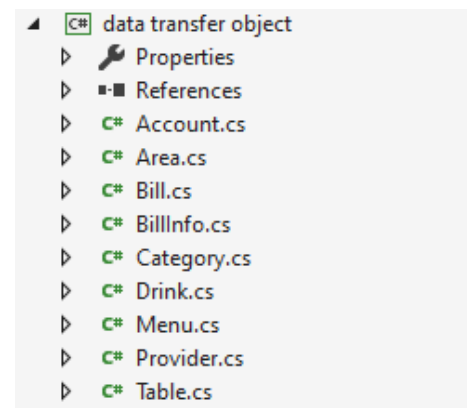 C# data transfer object
Properties
References
C# Account.cs
C# Area.cs
C# Bill.cs
C# BillInfo.cs
C# Category.cs
C# Drink.cs
C# Menu.cs
C# Provider.cs
C# Table.cs